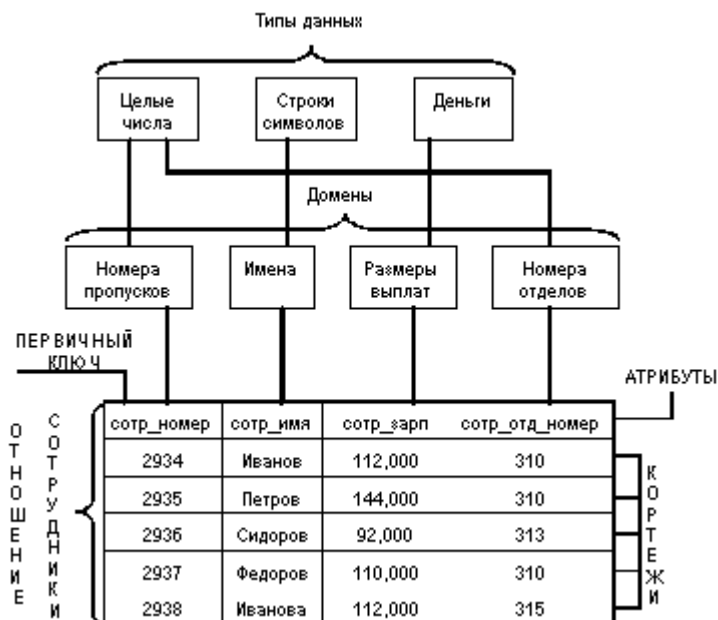 Типы данных
Целые числа
Строки символов
Деньги
Домены
Номера пропусков
Имена
Размеры выплат
Номера отделов
ПЕРВИЧНЫЙ КЛЮЧ
АТРИБУТЫ
ОТНОШЕНИЕ
СОТРУДНИКИ
сотр_номер сотр_имя сотр_зарп сотр_отд_номер
2934 Иванов 112,000 310
2935 Петров 144,000 310
2936 Сидоров 92,000 313
2937 Федоров 110,000 310
2938 Иванова 112,000 315
КОРТЕЖИ